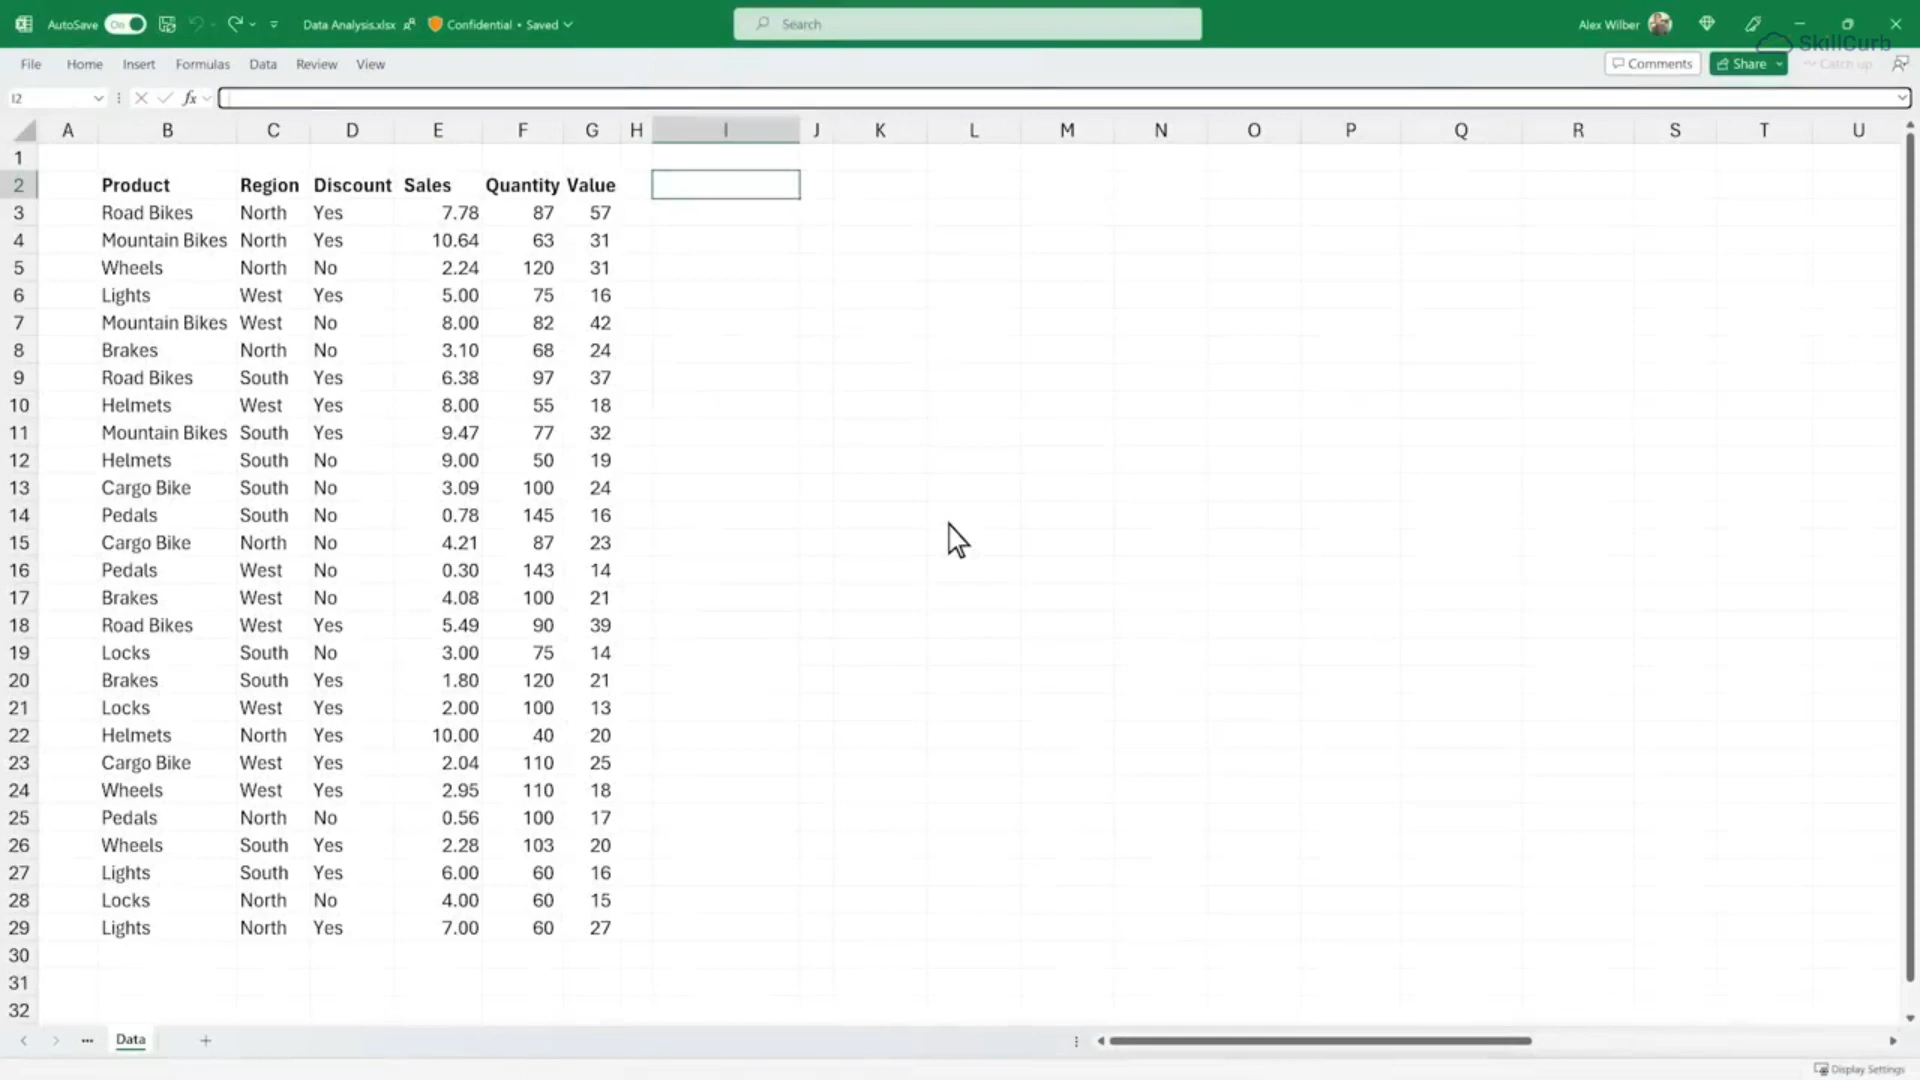 AutoSave On Data Analysis.xlsx Confidential • Saved Search Alex Wilber
SkillCurb
File Home Insert Formulas Data Review View Comments Share Catch up
I2 fx
A B C D E F G H I J K L M N O P Q R S T U
1
2 Product Region Discount Sales Quantity Value
3 Road Bikes North Yes 7.78 87 57
4 Mountain Bikes North Yes 10.64 63 31
5 Wheels North No 2.24 120 31
6 Lights West Yes 5.00 75 16
7 Mountain Bikes West No 8.00 82 42
8 Brakes North No 3.10 68 24
9 Road Bikes South Yes 6.38 97 37
10 Helmets West Yes 8.00 55 18
11 Mountain Bikes South Yes 9.47 77 32
12 Helmets South No 9.00 50 19
13 Cargo Bike South No 3.09 100 24
14 Pedals South No 0.78 145 16
15 Cargo Bike North No 4.21 87 23
16 Pedals West No 0.30 143 14
17 Brakes West No 4.08 100 21
18 Road Bikes West Yes 5.49 90 39
19 Locks South No 3.00 75 14
20 Brakes South Yes 1.80 120 21
21 Locks West Yes 2.00 100 13
22 Helmets North Yes 10.00 40 20
23 Cargo Bike West Yes 2.04 110 25
24 Wheels West Yes 2.95 110 18
25 Pedals North No 0.56 100 17
26 Wheels South Yes 2.28 103 20
27 Lights South Yes 6.00 60 16
28 Locks North No 4.00 60 15
29 Lights North Yes 7.00 60 27
30
31
32
Data
Display Settings